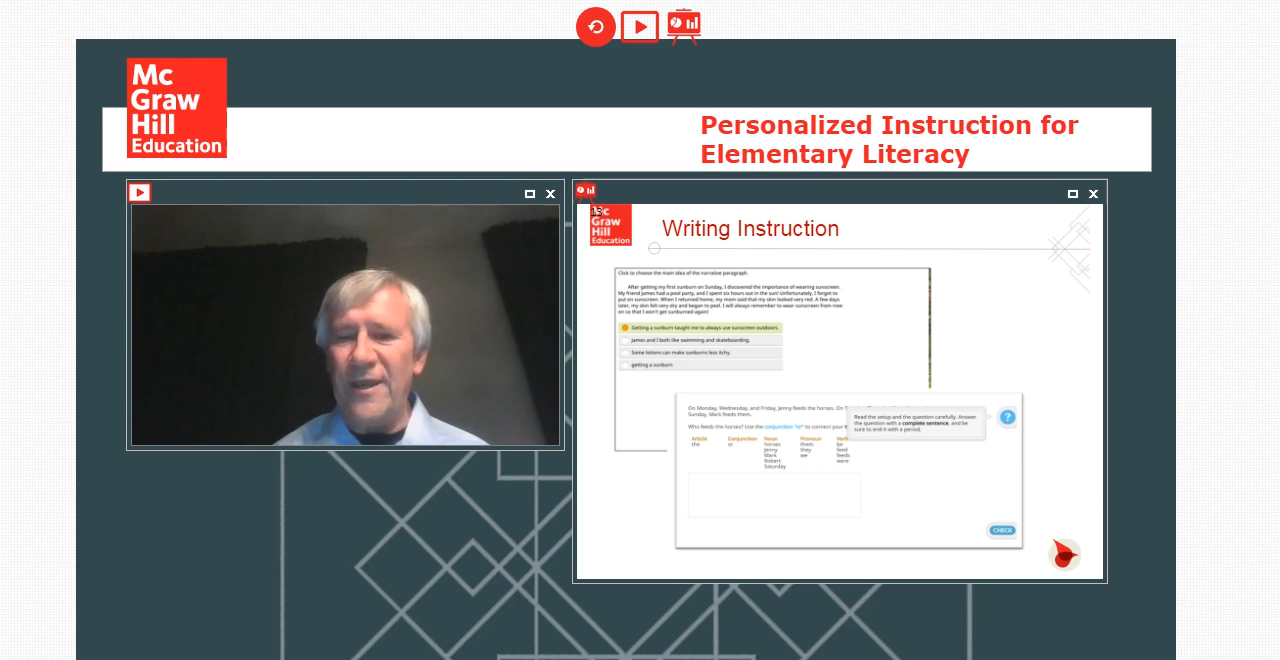 Mc
Graw
Hill
Education
Personalized Instruction for
Elementary Literacy
Mc
Graw
Hill
Education
Writing Instruction
Click to choose the main idea of the narrative paragraph.
After getting my first sunburn on Sunday, I discovered the importance of wearing sunscreen.
My friend James had a pool party, and I spent six hours out in the sun! Unfortunately, I forgot to
put on sunscreen. When I returned home, my mom said that my skin looked very red. A few days
later, my skin felt very dry and began to peel. I will always remember to wear sunscreen from now
on so that I won't get sunburned again!
Getting a sunburn taught me to always use sunscreen outdoors.
James and I both like swimming and skateboarding.
Some lotions can make sunburns less itchy.
getting a sunburn
On Monday, Wednesday, and Friday, Jenny feeds the horses. On
Sunday, Mark feeds them.
Who feeds the horses? Use the conjunction "or" to connect your
Read the setup and the question carefully. Answer
the question with a complete sentence, and be
sure to end it with a period.
?
Article Conjunction Noun Pronoun Verb
the or horses them be
Jenny they feed
Mark we feeds
Robert were
Saturday
CHECK